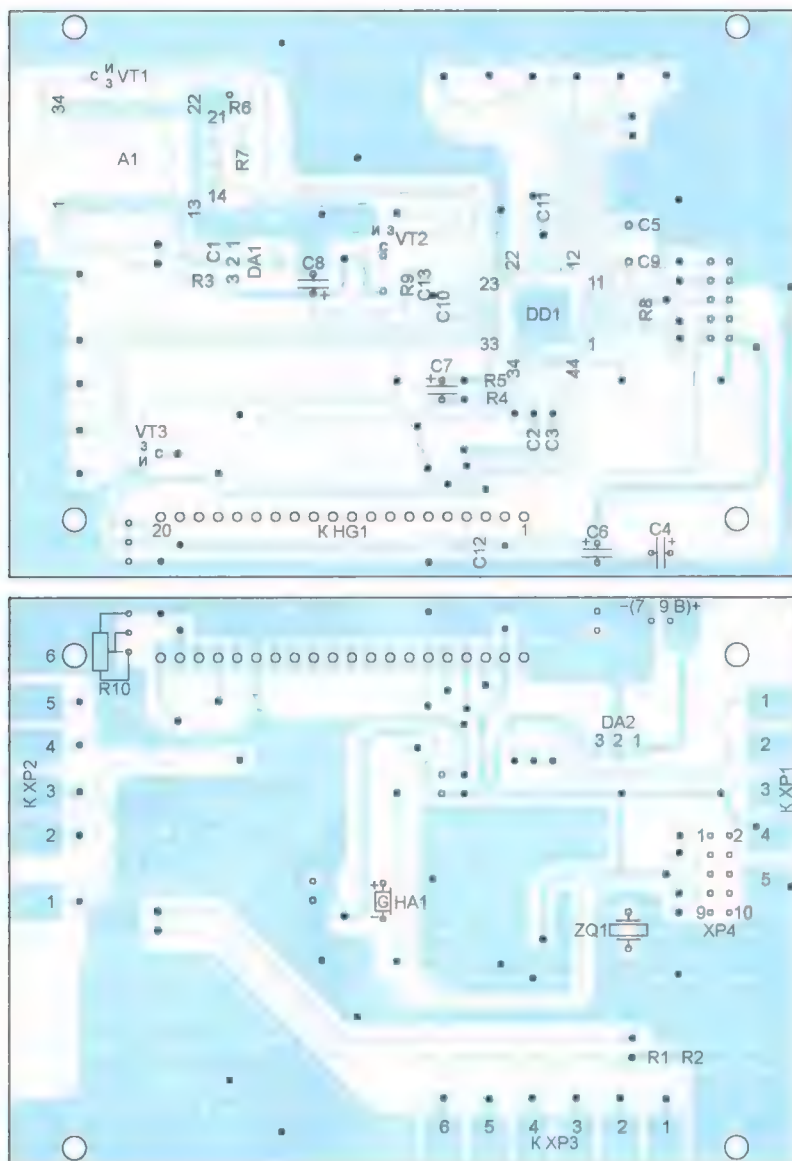 с и з VT1
34
22
R6
21
A1
R7
1
13
14
C1
3 2 1
DA1
R3
C8
+
и з
VT2
с
R9
C13
C10
C11
22
12
23
11
DD1
33
1
34
44
C5
C9
R8
C7
+
R5
R4
C2
C3
VT3
з
и с
20
К HG1
1
C12
+
C6
C4
+
–(7 9 В)+
6
R10
5
4
3
2
1
К XP2
DA2
3 2 1
1
2
3
4
5
К XP1
1 2
9 10
XP4
+
G HA1
–
ZQ1
R1 R2
6 5 4 3 2 1
К XP3